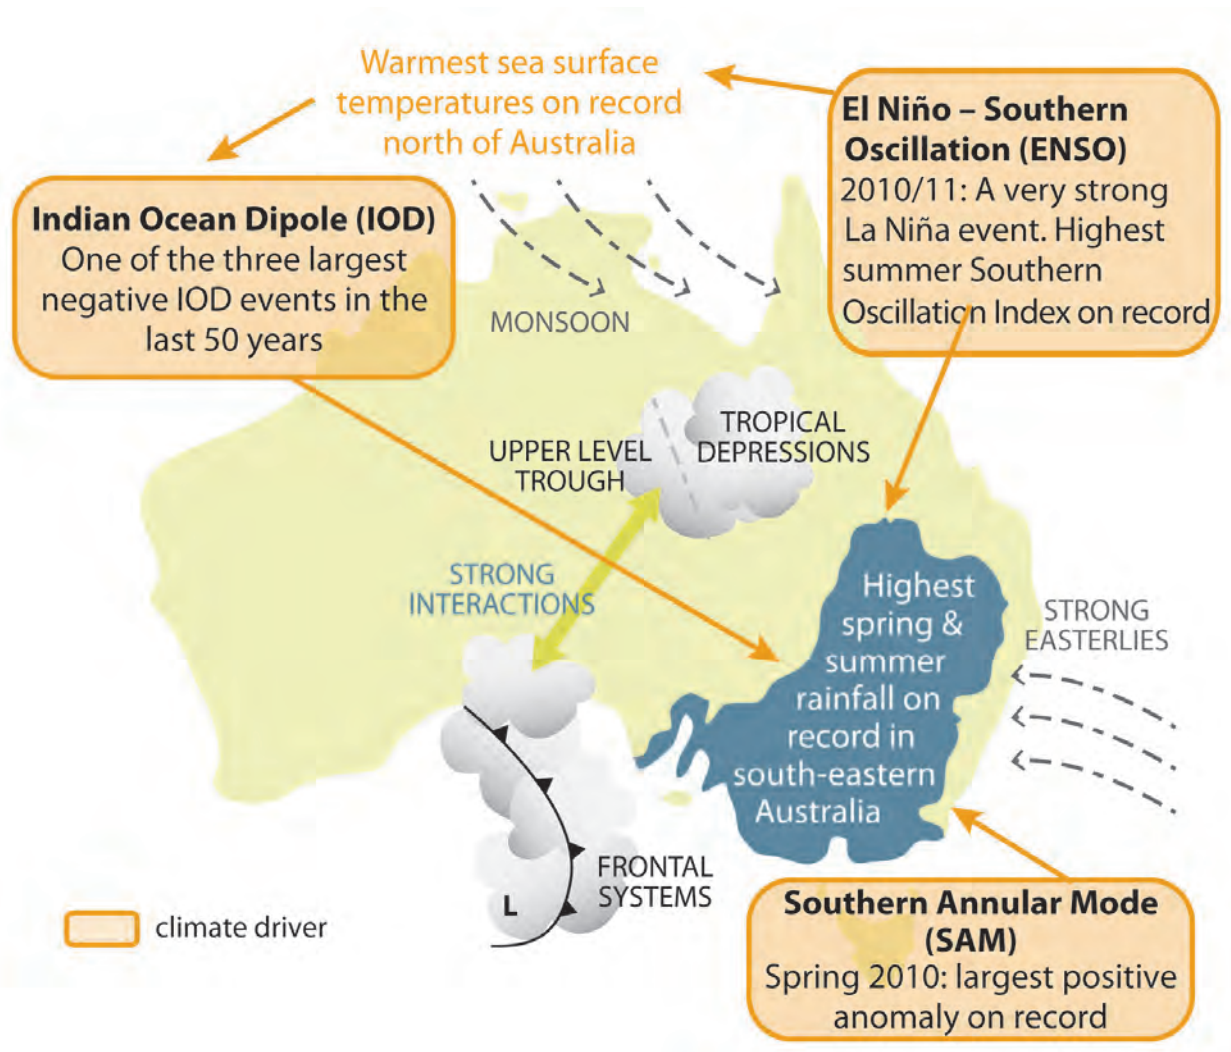 Warmest sea surface
temperatures on record
north of Australia
El Niño – Southern
Oscillation (ENSO)
2010/11: A very strong
La Niña event. Highest
summer Southern
Oscillation Index on record
Indian Ocean Dipole (IOD)
One of the three largest
negative IOD events in the
last 50 years
MONSOON
UPPER LEVEL
TROUGH
TROPICAL
DEPRESSIONS
STRONG
INTERACTIONS
Highest
spring &
summer
rainfall on
record in
south-eastern
Australia
STRONG
EASTERLIES
FRONTAL
SYSTEMS
L
climate driver
Southern Annular Mode
(SAM)
Spring 2010: largest positive
anomaly on record